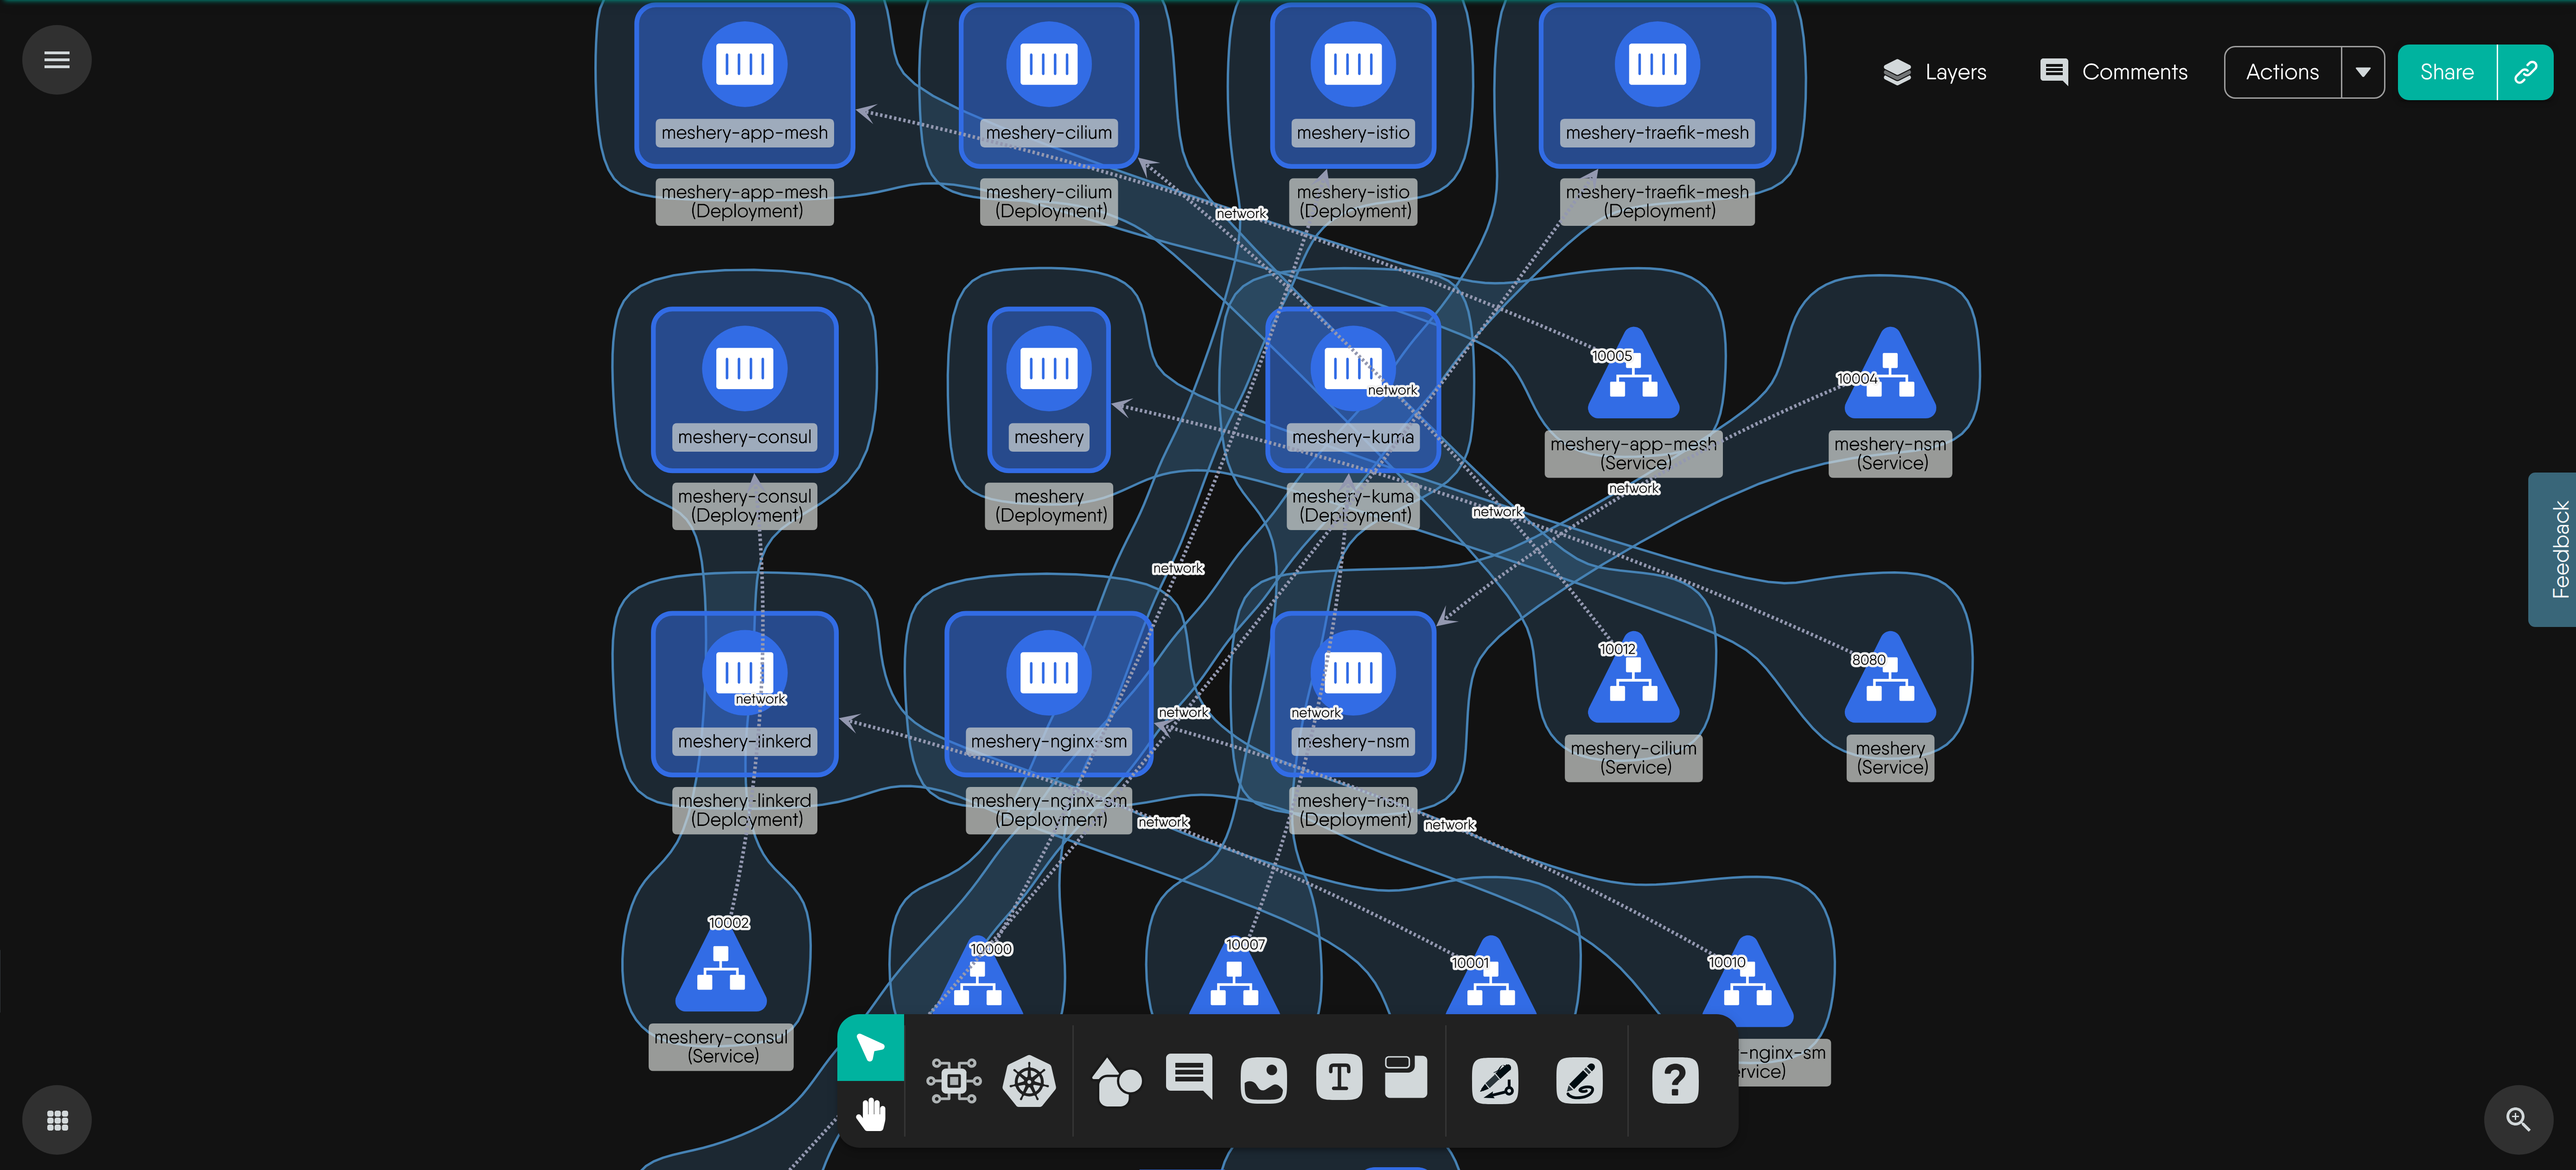 Layers
Comments
Actions
Share
meshery-app-mesh
meshery-cilium
meshery-istio
meshery-traefik-mesh
meshery-app-mesh
(Deployment)
meshery-cilium
(Deployment)
meshery-istio
(Deployment)
meshery-traefik-mesh
(Deployment)
network
10005
10004
network
meshery-consul
meshery
meshery-kuma
meshery-app-mesh
(Service)
meshery-nsm
(Service)
meshery-consul
(Deployment)
meshery
(Deployment)
meshery-kuma
(Deployment)
network
network
Feedback
network
10012
8080
network
network
network
meshery-linkerd
meshery-nginx-sm
meshery-nsm
meshery-cilium
(Service)
meshery
(Service)
meshery-linkerd
(Deployment)
meshery-nginx-sm
(Deployment)
meshery-nsm
(Deployment)
network
network
10002
10000
10007
10001
10010
meshery-consul
(Service)
-nginx-sm
ervice)
T
?